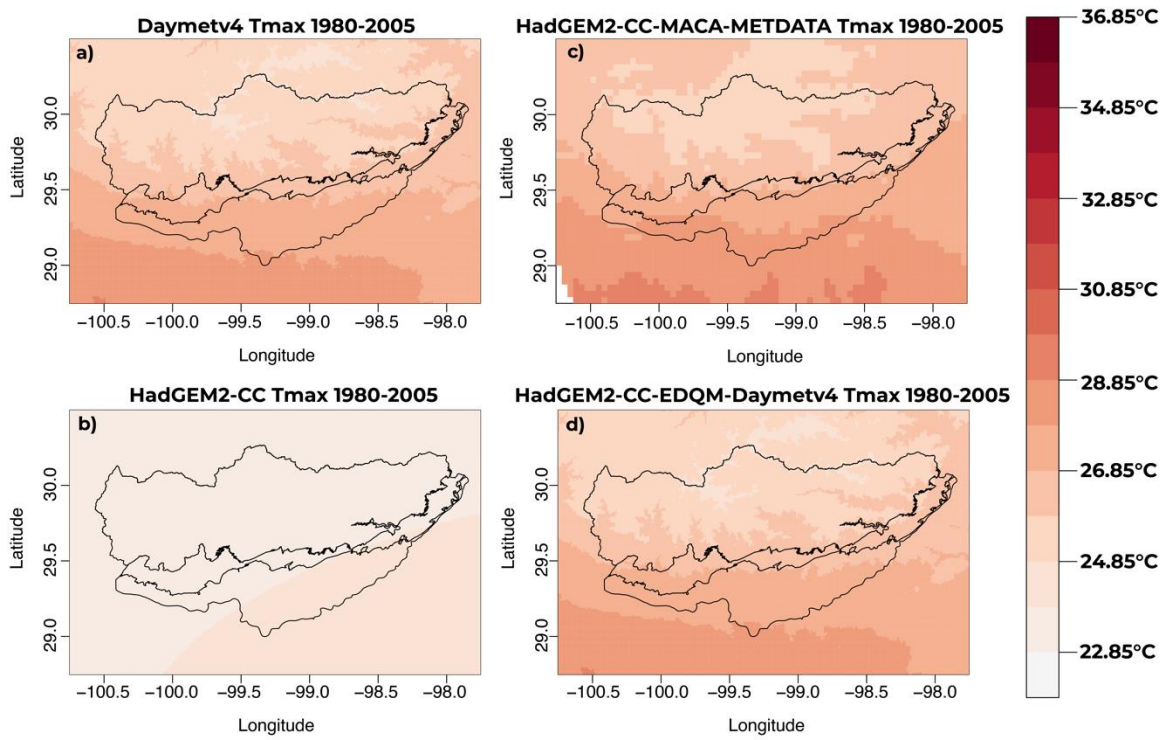 Daymetv4 Tmax 1980-2005
a)
Latitude
30.0
29.5
29.0
−100.5 −100.0 −99.5 −99.0 −98.5 −98.0
Longitude
HadGEM2-CC-MACA-METDATA Tmax 1980-2005
c)
Latitude
30.0
29.5
29.0
−100.5 −100.0 −99.5 −99.0 −98.5 −98.0
Longitude
HadGEM2-CC Tmax 1980-2005
b)
Latitude
30.0
29.5
29.0
−100.5 −100.0 −99.5 −99.0 −98.5 −98.0
Longitude
HadGEM2-CC-EDQM-Daymetv4 Tmax 1980-2005
d)
Latitude
30.0
29.5
29.0
−100.5 −100.0 −99.5 −99.0 −98.5 −98.0
Longitude
36.85°C
34.85°C
32.85°C
30.85°C
28.85°C
26.85°C
24.85°C
22.85°C